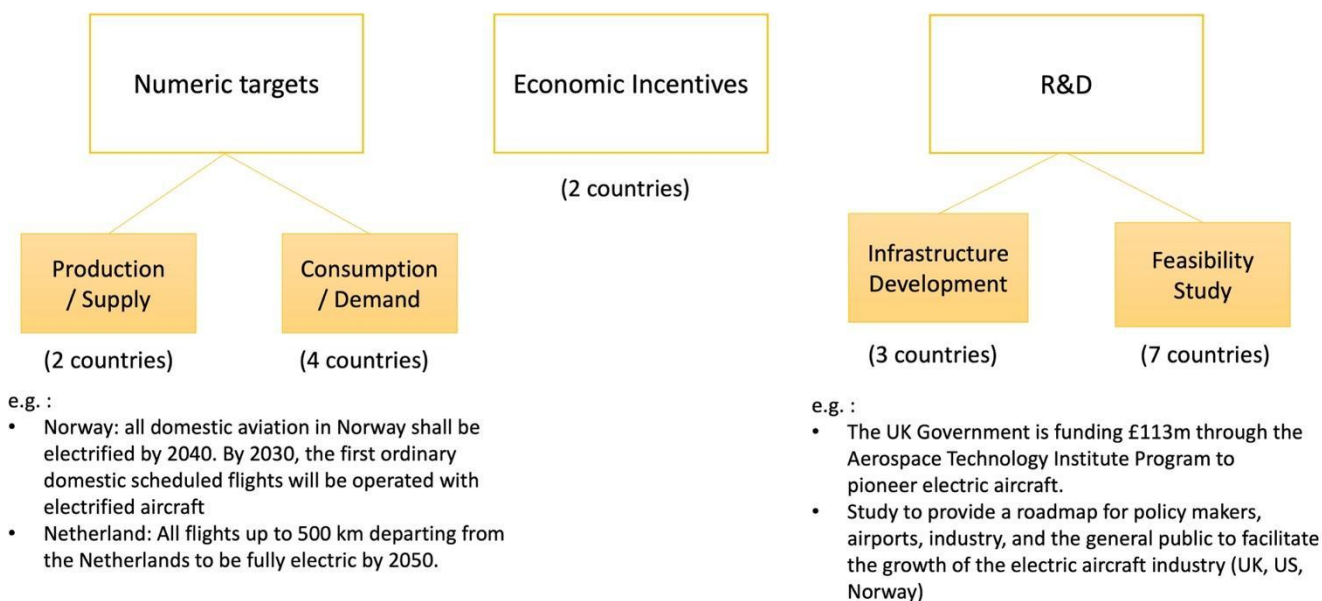 Numeric targets
Economic Incentives
R&D
(2 countries)
Production
/ Supply
Consumption
/ Demand
Infrastructure
Development
Feasibility
Study
(2 countries)
(4 countries)
(3 countries)
(7 countries)
e.g. :
• Norway: all domestic aviation in Norway shall be
electrified by 2040. By 2030, the first ordinary
domestic scheduled flights will be operated with
electrified aircraft
• Netherland: All flights up to 500 km departing from
the Netherlands to be fully electric by 2050.
e.g. :
• The UK Government is funding £113m through the
Aerospace Technology Institute Program to
pioneer electric aircraft.
• Study to provide a roadmap for policy makers,
airports, industry, and the general public to facilitate
the growth of the electric aircraft industry (UK, US,
Norway)